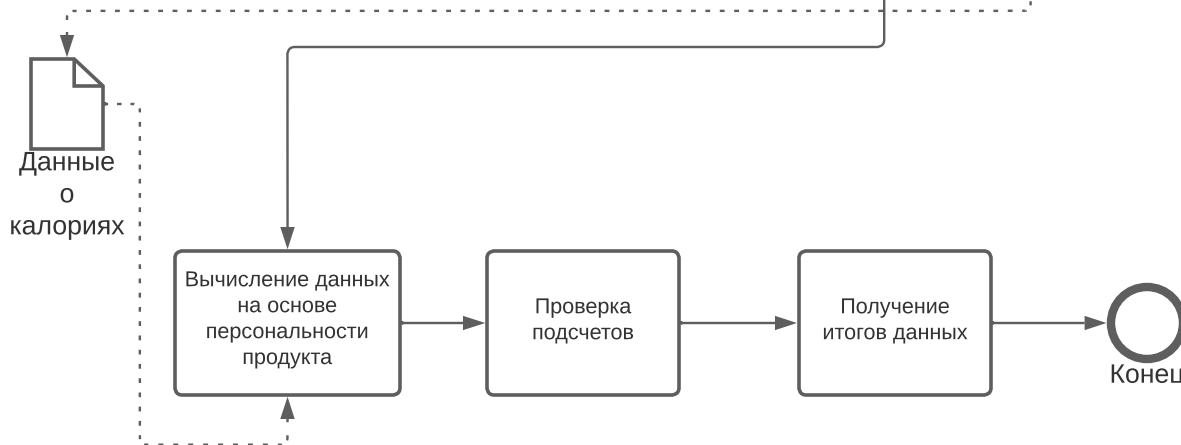 Данные
о
калориях
Вычисление данных
на основе
персональности
продукта
Проверка
подсчетов
Получение
итогов данных
Конец